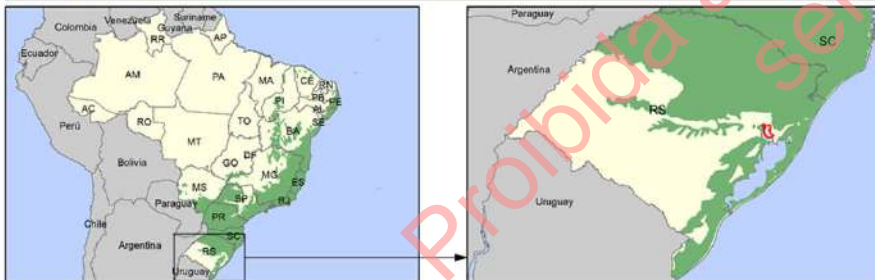 Venezuela
Suriname
Colombia
Guyana
RR
AP
Ecuador
AM
PA
MA
CE
RN
PB
PE
PI
AL
SE
AC
TO
RO
BA
Perú
MT
DF
GO
Bolivia
MG
MS
ES
SP
RJ
Paraguay
PR
Chile
SC
Argentina
RS
Uruguay
Paraguay
SC
Argentina
RS
Uruguay
Proibida a